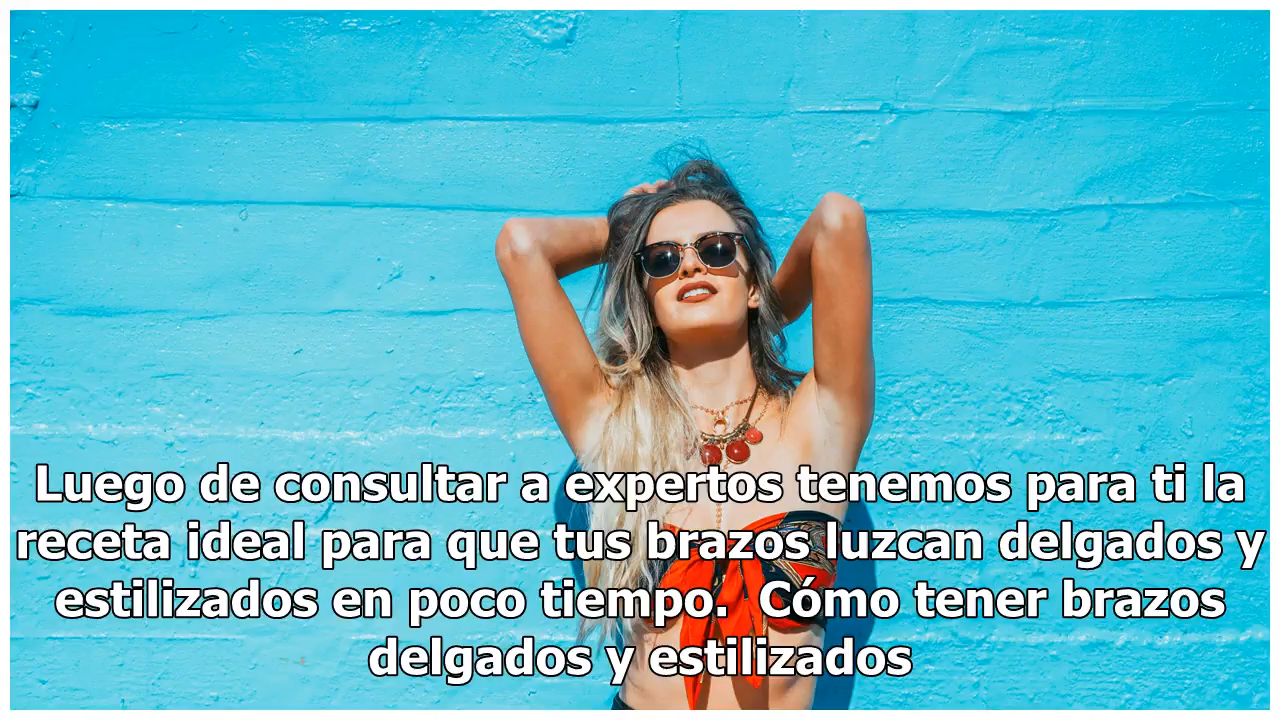 Luego de consultar a expertos tenemos para ti la
receta ideal para que tus brazos luzcan delgados y
estilizados en poco tiempo.  Cómo tener brazos
delgados y estilizados